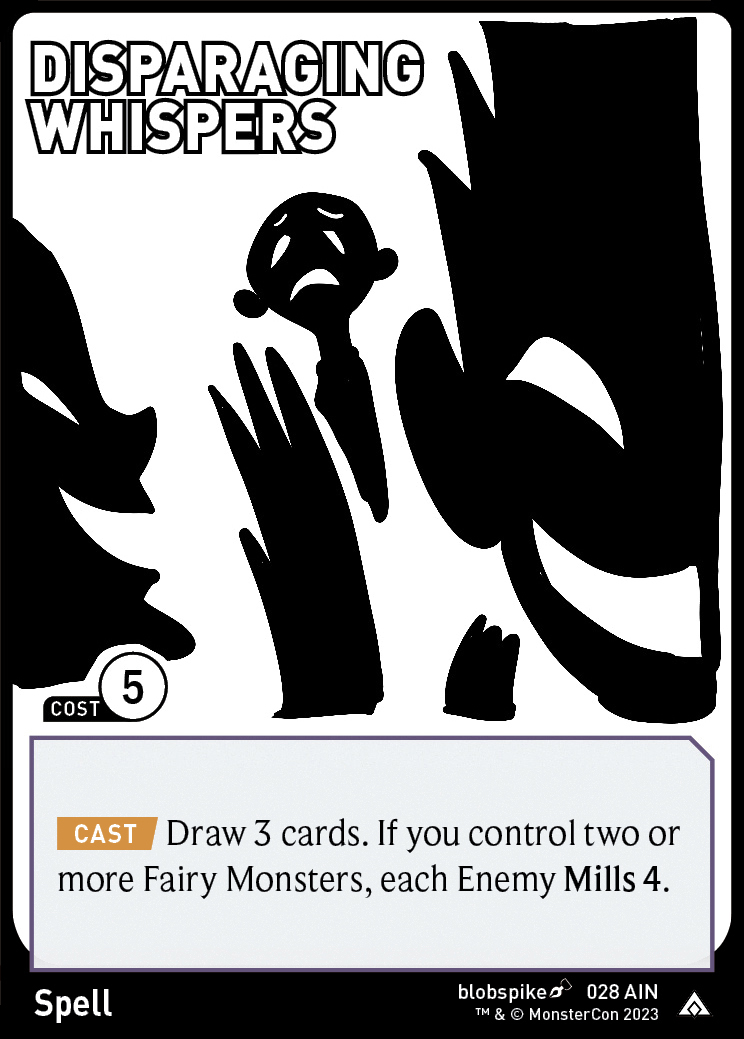 DISPARAGING
WHISPERS
COST 5
CAST Draw 3 cards. If you control two or
more Fairy Monsters, each Enemy Mills 4.
Spell
blobspike 028 AIN
™ & © MonsterCon 2023